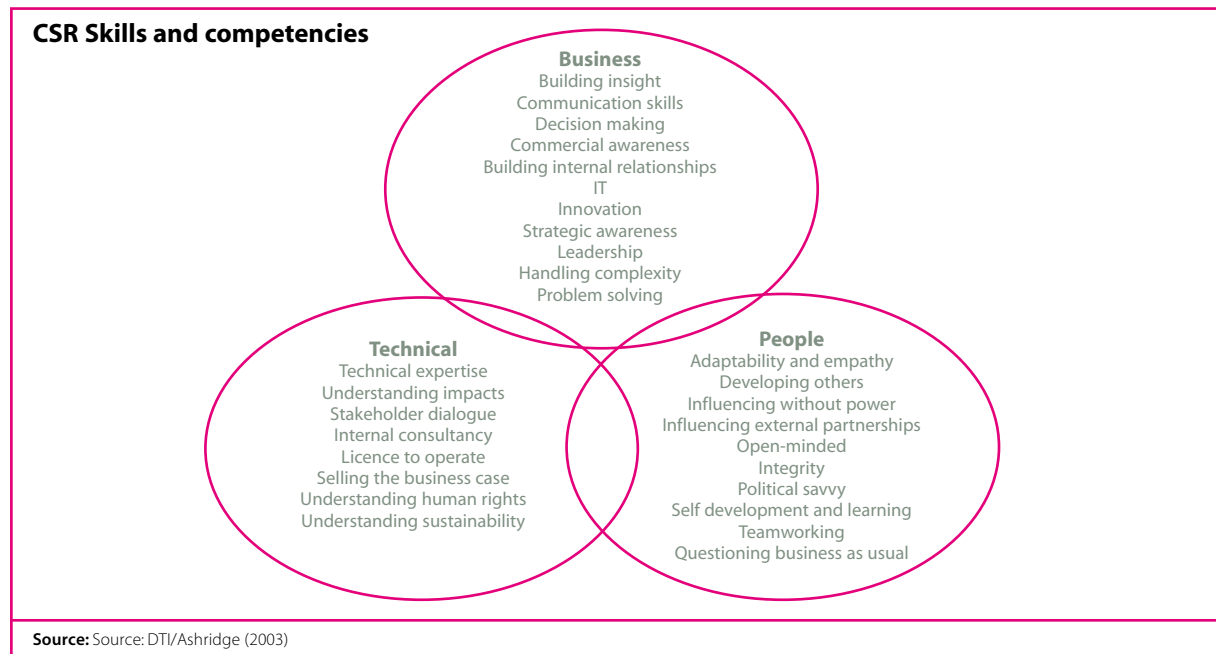 CSR Skills and competencies
Business
Building insight
Communication skills
Decision making
Commercial awareness
Building internal relationships
IT
Innovation
Strategic awareness
Leadership
Handling complexity
Problem solving
Technical
Technical expertise
Understanding impacts
Stakeholder dialogue
Internal consultancy
Licence to operate
Selling the business case
Understanding human rights
Understanding sustainability
People
Adaptability and empathy
Developing others
Influencing without power
Influencing external partnerships
Open-minded
Integrity
Political savvy
Self development and learning
Teamworking
Questioning business as usual
Source: Source: DTI/Ashridge (2003)